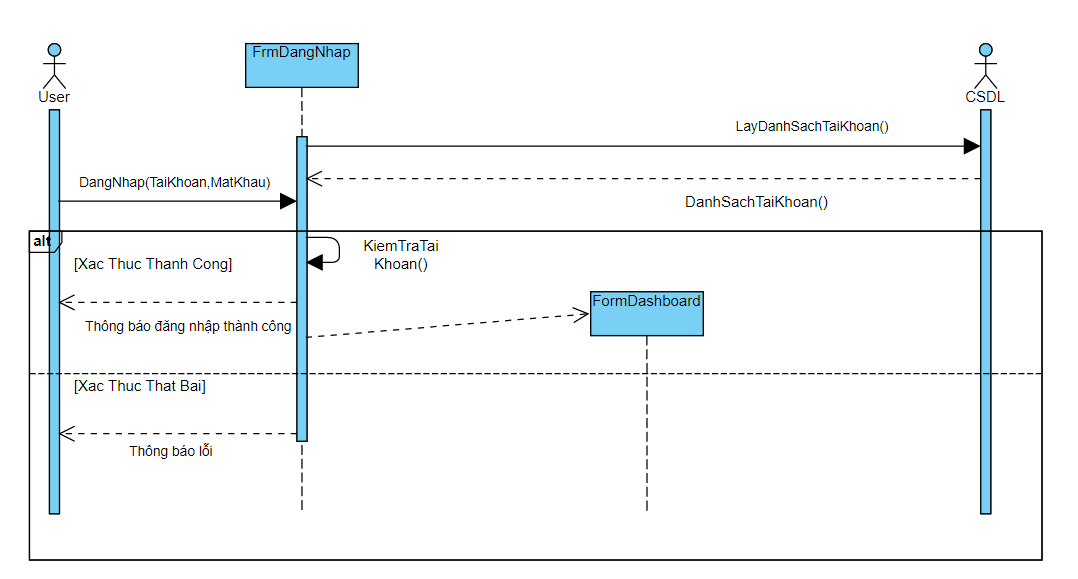 FrmDangNhap
User
CSDL
LayDanhSachTaiKhoan()
DangNhap(TaiKhoan,MatKhau)
DanhSachTaiKhoan()
alt
KiemTraTai
Khoan()
[Xac Thuc Thanh Cong]
FormDashboard
Thông báo đăng nhập thành công
[Xac Thuc That Bai]
Thông báo lỗi